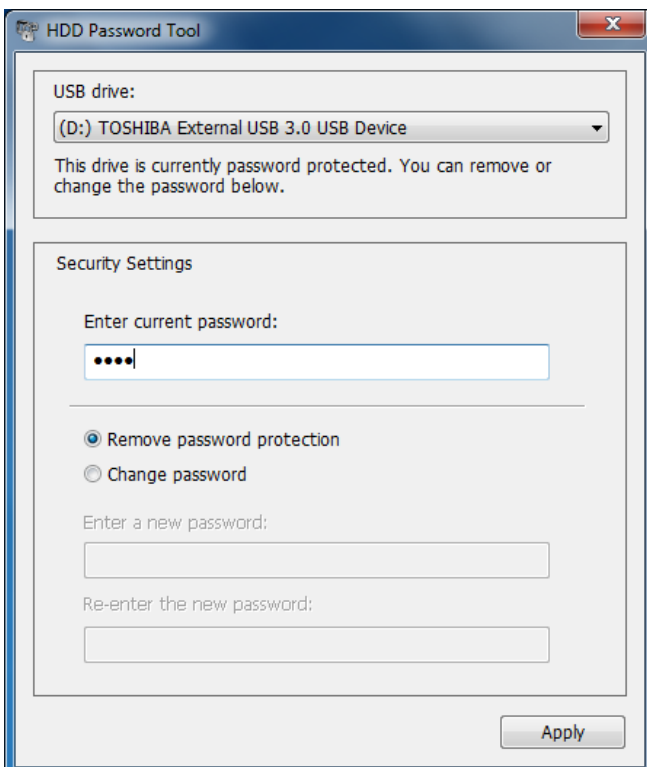 HDD Password Tool
USB drive:
(D:) TOSHIBA External USB 3.0 USB Device
This drive is currently password protected. You can remove or
change the password below.
Security Settings
Enter current password:
••••
Remove password protection
Change password
Enter a new password:
Re-enter the new password:
Apply